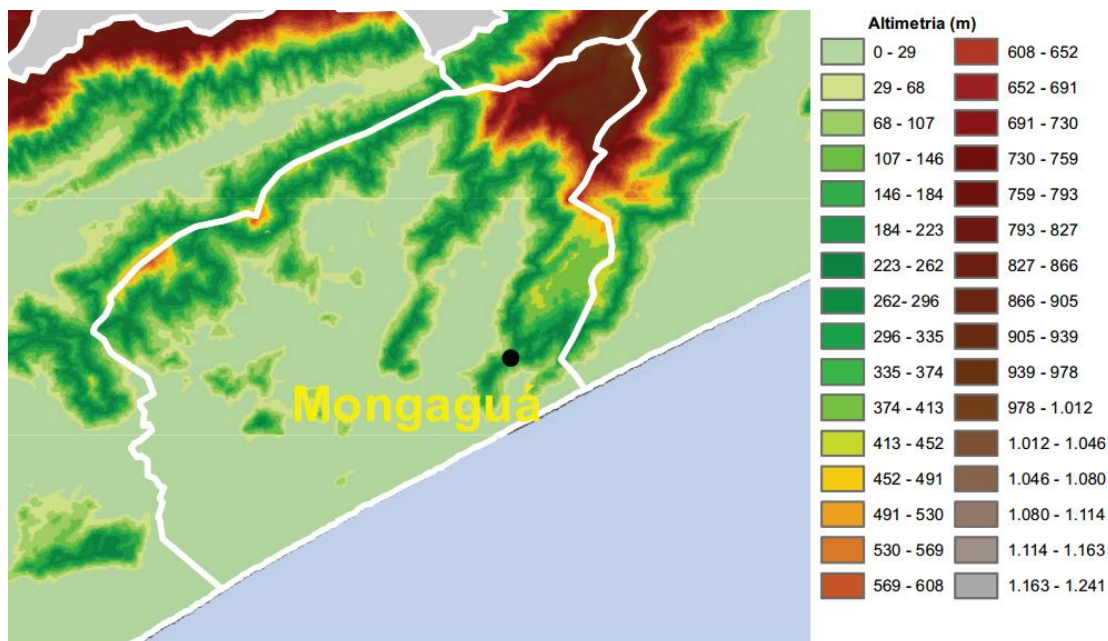 Altimetria (m)
0 - 29
29 - 68
68 - 107
107 - 146
146 - 184
184 - 223
223 - 262
262- 296
296 - 335
335 - 374
374 - 413
413 - 452
452 - 491
491 - 530
530 - 569
569 - 608
608 - 652
652 - 691
691 - 730
730 - 759
759 - 793
793 - 827
827 - 866
866 - 905
905 - 939
939 - 978
978 - 1.012
1.012 - 1.046
1.046 - 1.080
1.080 - 1.114
1.114 - 1.163
1.163 - 1.241
Mongaguá